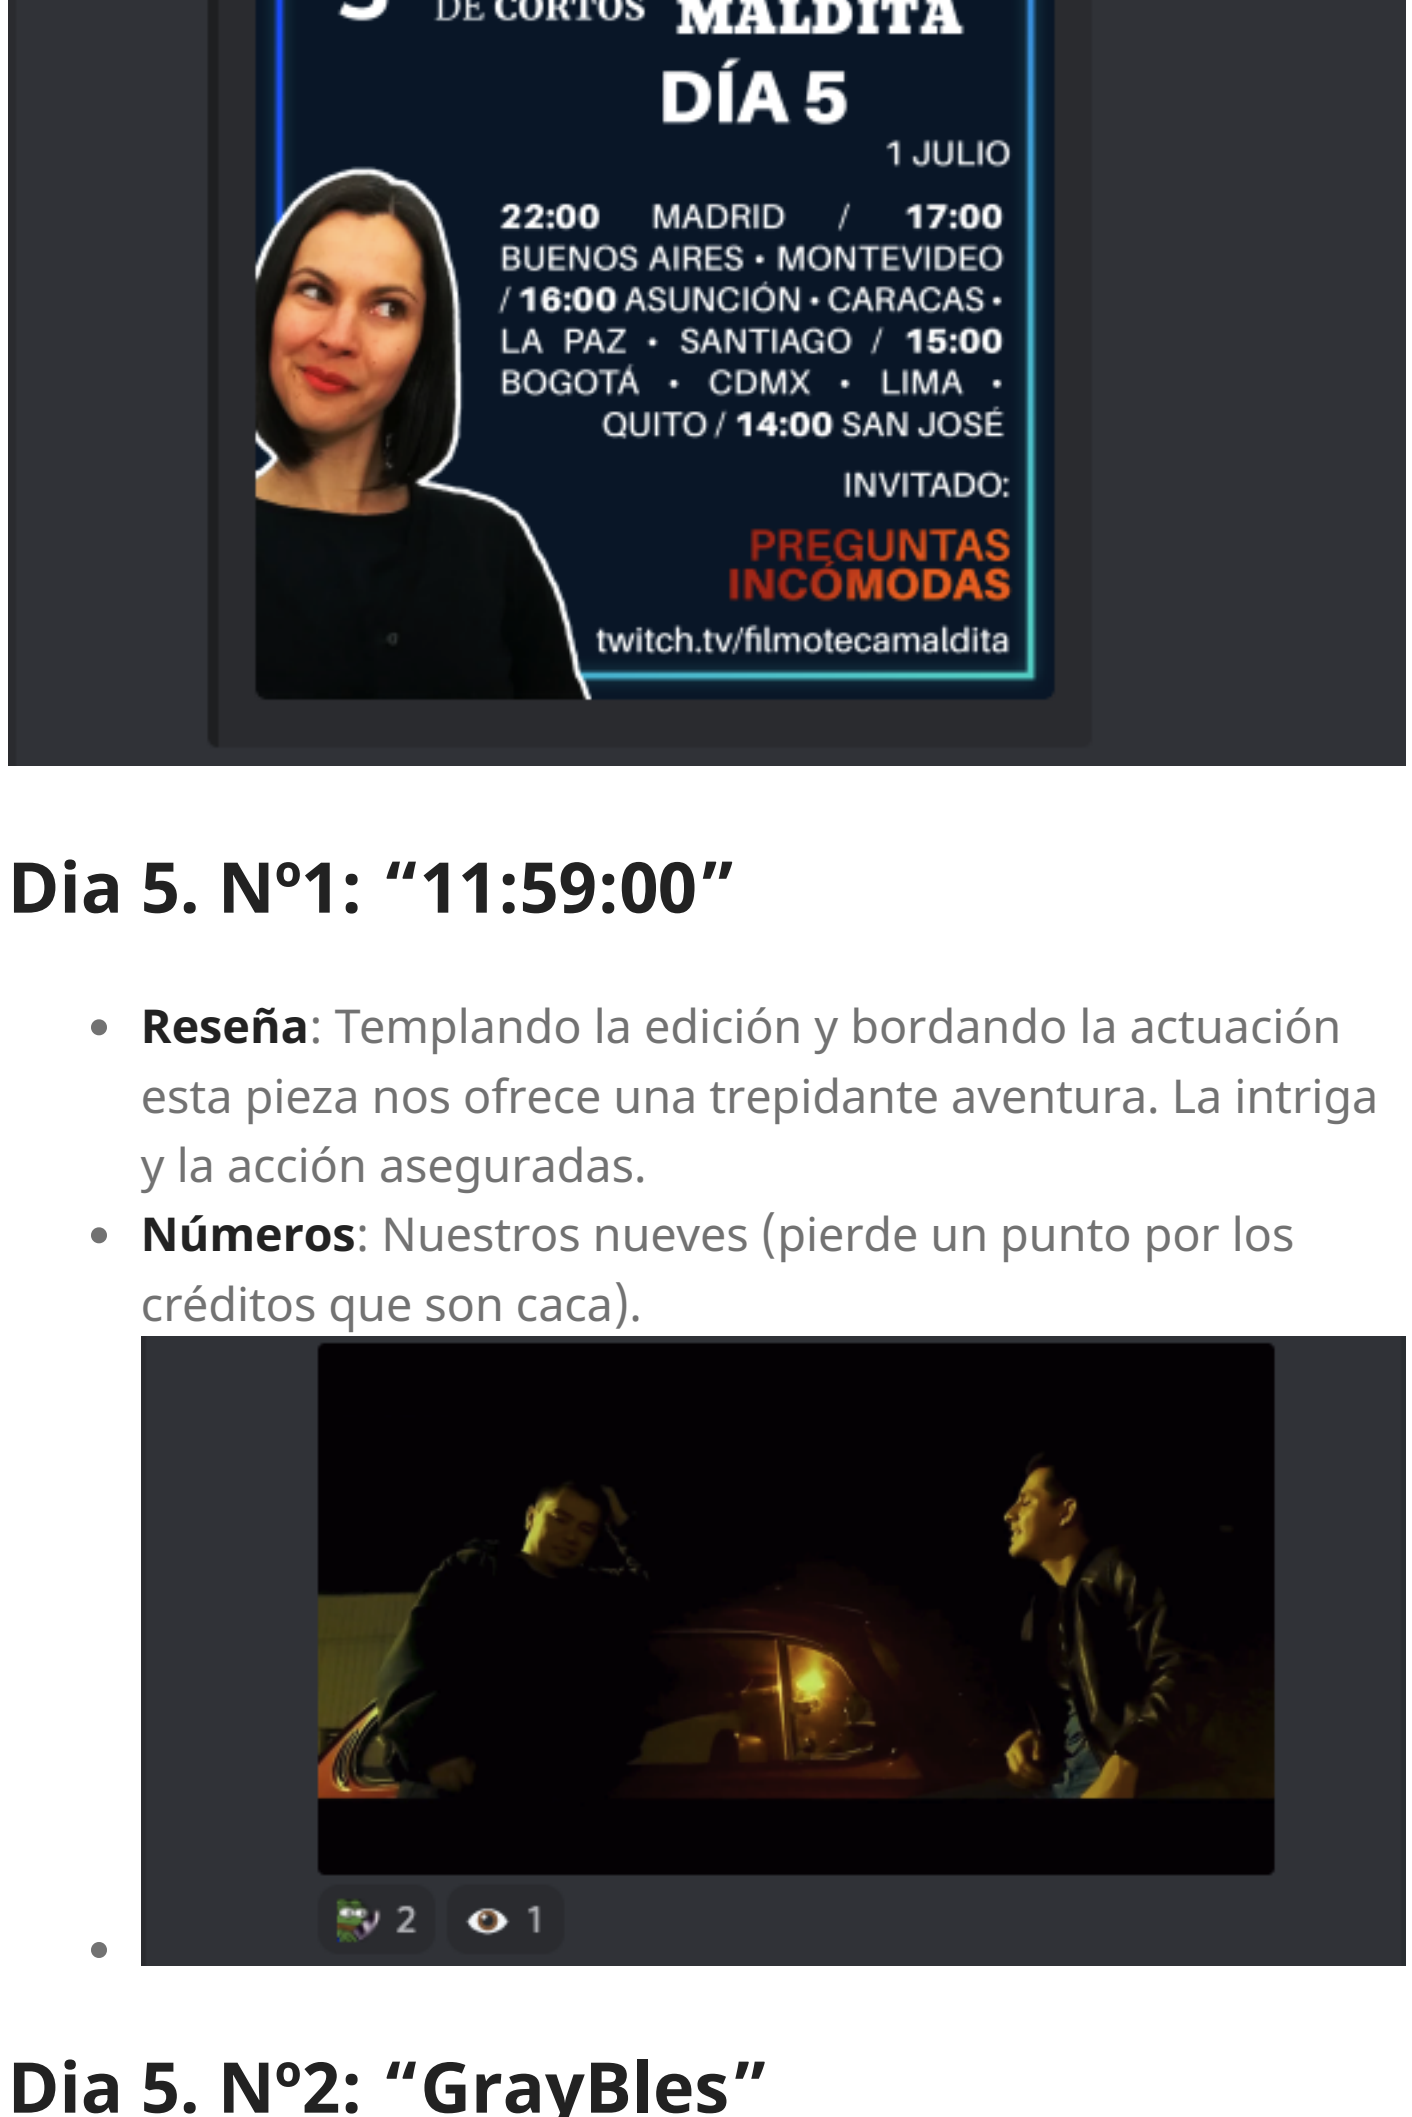 DE CORTOS MALDITA
DÍA 5
1 JULIO
22:00 MADRID / 17:00
BUENOS AIRES • MONTEVIDEO
/ 16:00 ASUNCIÓN • CARACAS •
LA PAZ • SANTIAGO / 15:00
BOGOTÁ • CDMX • LIMA •
QUITO / 14:00 SAN JOSÉ
INVITADO:
PREGUNTAS
INCÓMODAS
twitch.tv/filmotecamaldita
Dia 5. Nº1: “11:59:00”
Reseña: Templando la edición y bordando la actuación
esta pieza nos ofrece una trepidante aventura. La intriga
y la acción aseguradas.
Números: Nuestros nueves (pierde un punto por los
créditos que son caca).
2 1
Dia 5. Nº2: “GrayBles”